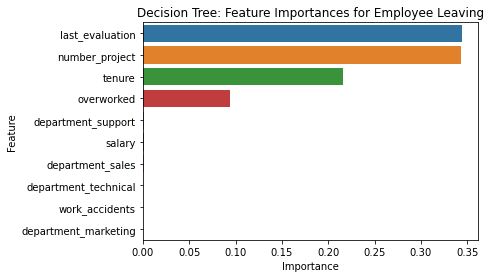 Decision Tree: Feature Importances for Employee Leaving
last_evaluation
number_project
tenure
overworked
department_support
salary
department_sales
department_technical
work_accidents
department_marketing
Feature
0.00 0.05 0.10 0.15 0.20 0.25 0.30 0.35
Importance